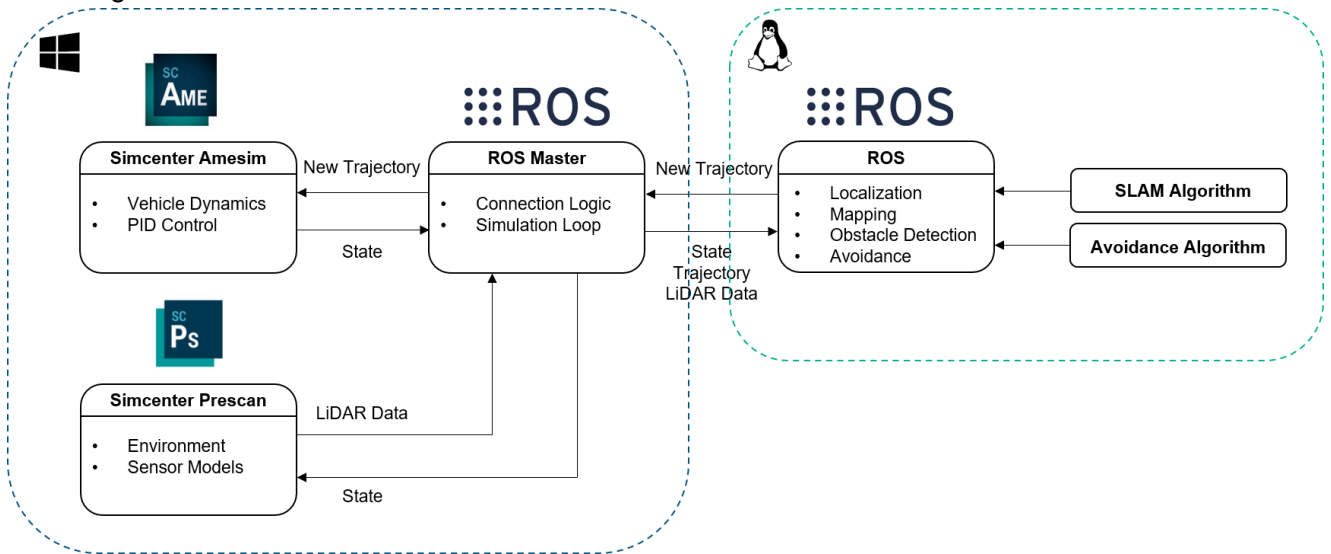 SC
AME
ROS
ROS
Simcenter Amesim
• Vehicle Dynamics
• PID Control
New Trajectory
State
ROS Master
• Connection Logic
• Simulation Loop
New Trajectory
State
Trajectory
LiDAR Data
ROS
• Localization
• Mapping
• Obstacle Detection
• Avoidance
SLAM Algorithm
Avoidance Algorithm
SC
Ps
Simcenter Prescan
• Environment
• Sensor Models
LiDAR Data
State